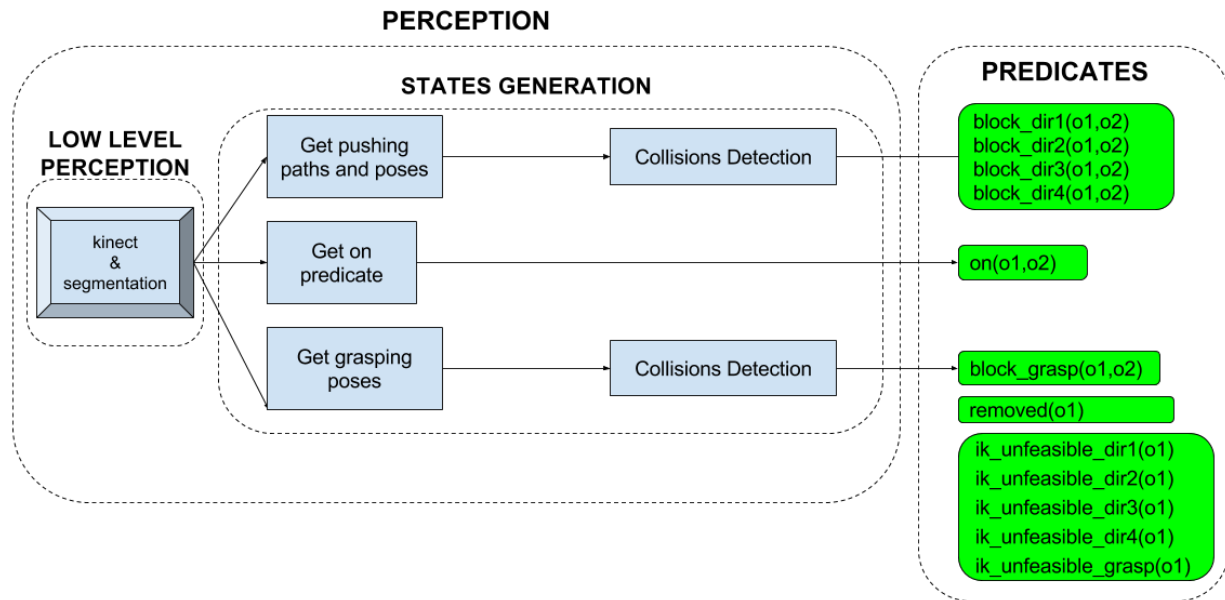 PERCEPTION
STATES GENERATION
LOW LEVEL
PERCEPTION
kinect
&
segmentation
Get pushing
paths and poses
Collisions Detection
Get on
predicate
Get grasping
poses
Collisions Detection
PREDICATES
block_dir1(o1,o2)
block_dir2(o1,o2)
block_dir3(o1,o2)
block_dir4(o1,o2)
on(o1,o2)
block_grasp(o1,o2)
removed(o1)
ik_unfeasible_dir1(o1)
ik_unfeasible_dir2(o1)
ik_unfeasible_dir3(o1)
ik_unfeasible_dir4(o1)
ik_unfeasible_grasp(o1)